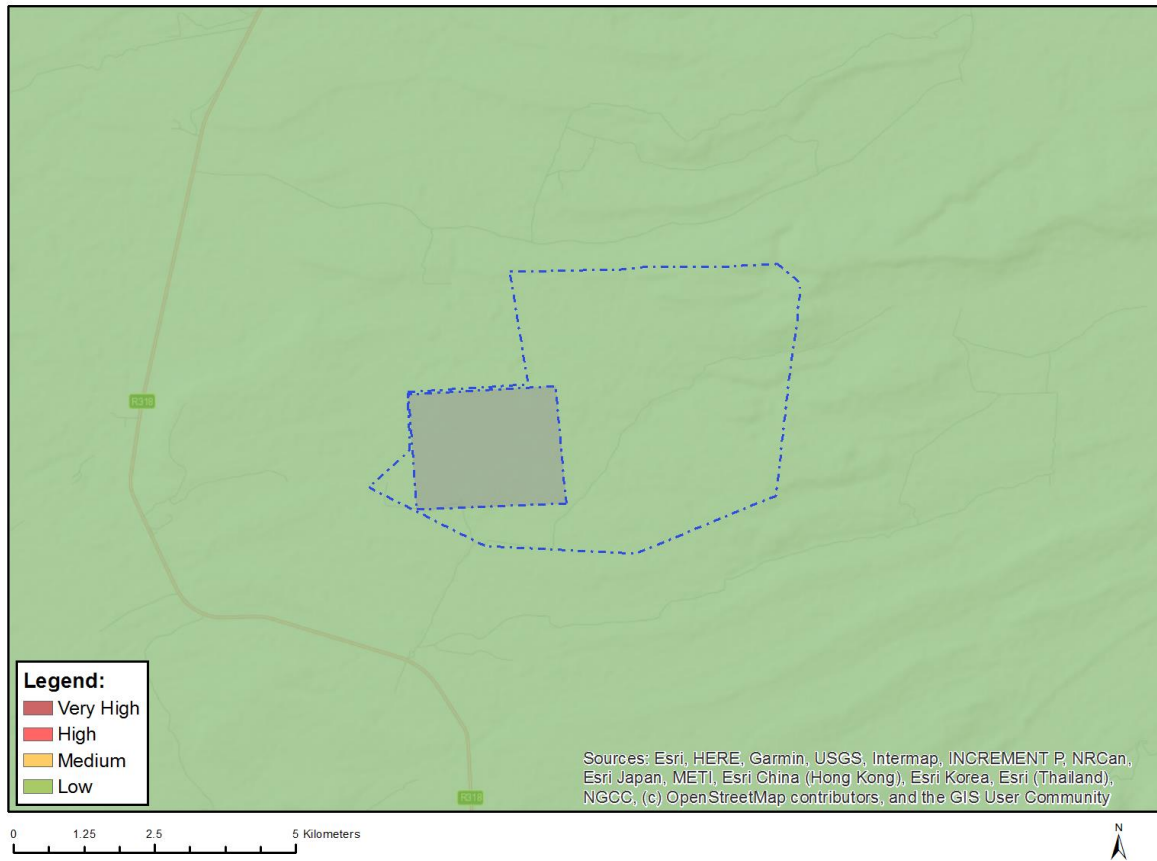 R318
Legend:
Very High
High
Medium
Low
Sources: Esri, HERE, Garmin, USGS, Intermap, INCREMENT P, NRCan,
Esri Japan, METI, Esri China (Hong Kong), Esri Korea, Esri (Thailand),
NGCC, (c) OpenStreetMap contributors, and the GIS User Community
R318
0 1.25 2.5 5 Kilometers
N